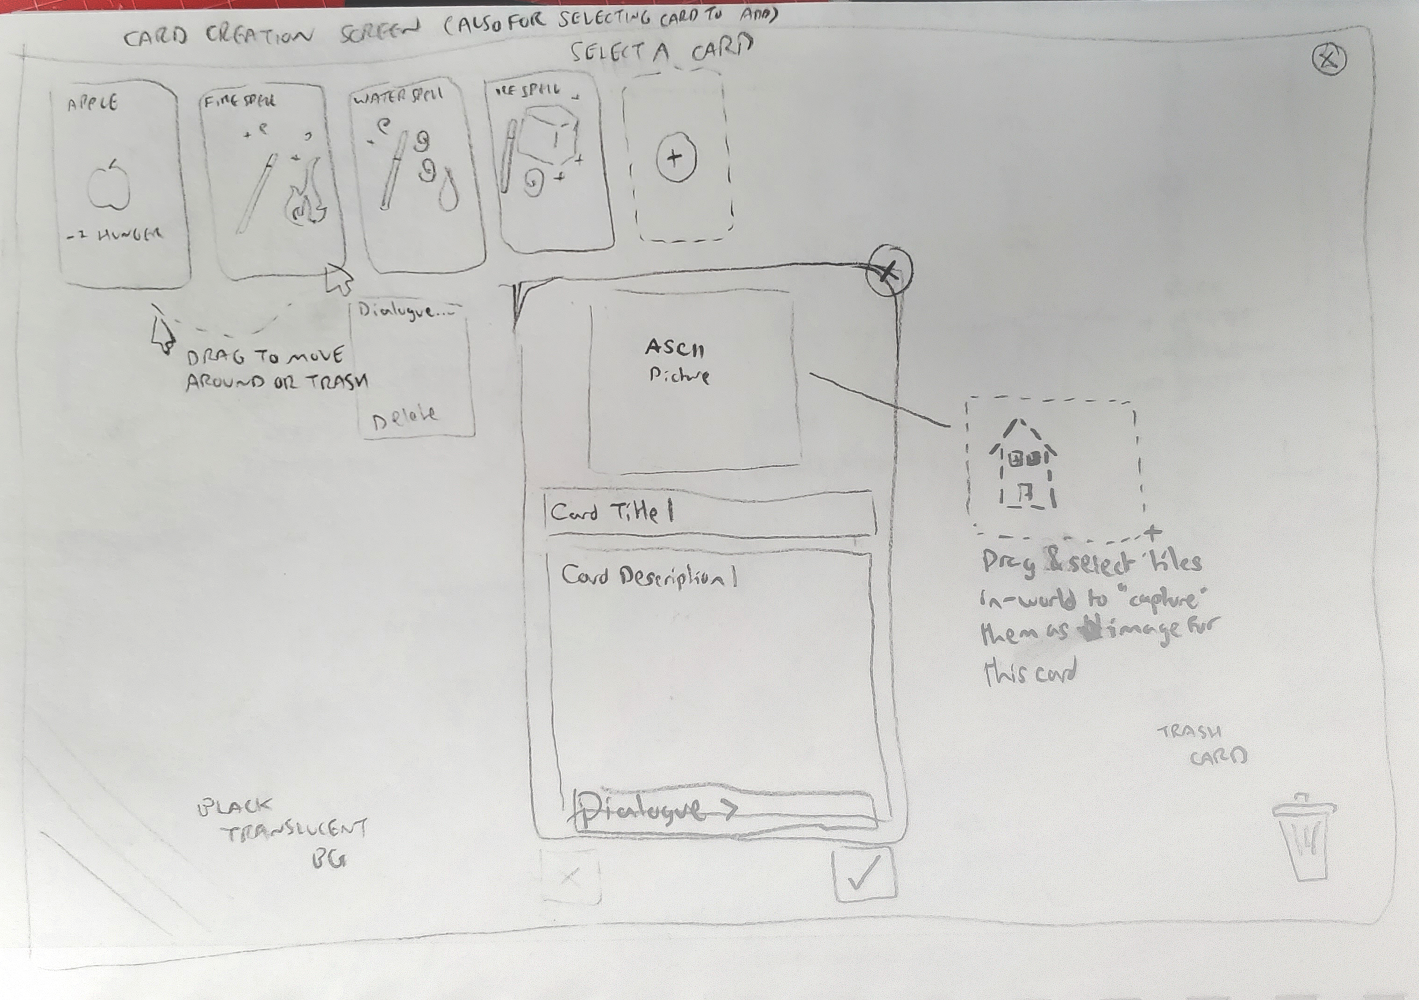 CARD CREATION SCREEN (ALSO FOR SELECTING CARD TO ADD)
SELECT A CARD
APPLE
-1 HUNGER
FIRE SPELL
WATER SPELL
ICE SPELL
DRAG TO MOVE
AROUND OR TRASH
Dialogue...
Delete
ASCII
Picture
Card Title
Card Description
Dialogue >
Drag & select tiles
in-world to "capture"
them as image for
this card
TRASH
CARD
BLACK
TRANSLUCENT
BG